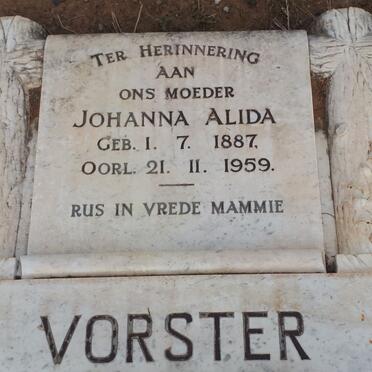 TER HERINNERING
AAN
ONS MOEDER
JOHANNA ALIDA
GEB. 1. 7. 1887.
OORL. 21. 11. 1959.
RUS IN VREDE MAMMIE
VORSTER